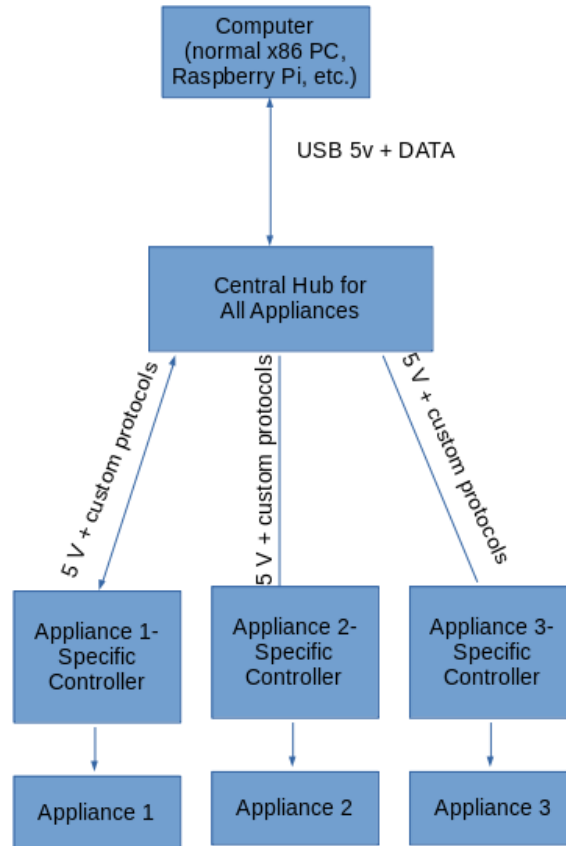 Computer
(normal x86 PC,
Raspberry Pi, etc.)
USB 5v + DATA
Central Hub for
All Appliances
5 V + custom protocols
5 V + custom protocols
5 V + custom protocols
Appliance 1-
Specific
Controller
Appliance 2-
Specific
Controller
Appliance 3-
Specific
Controller
Appliance 1
Appliance 2
Appliance 3